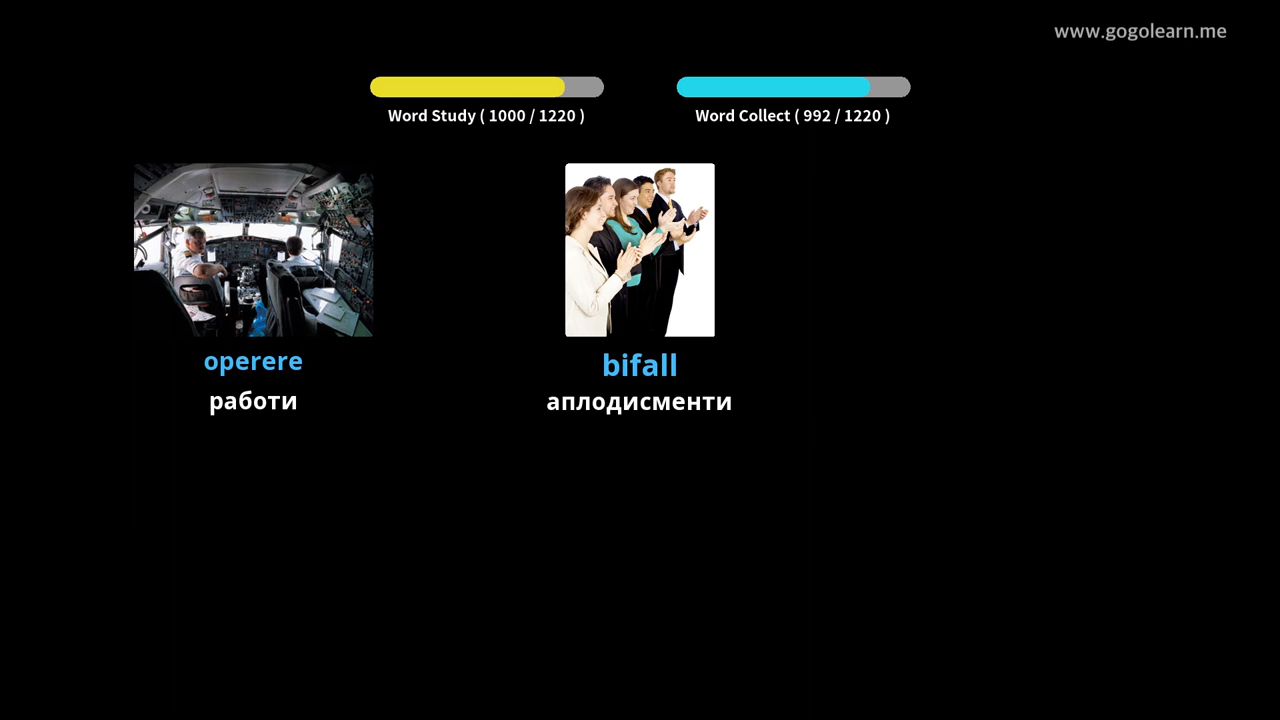 www.gogolearn.me
Word Study ( 1000 / 1220 )
Word Collect ( 992 / 1220 )
operere
работи
bifall
аплодисменти